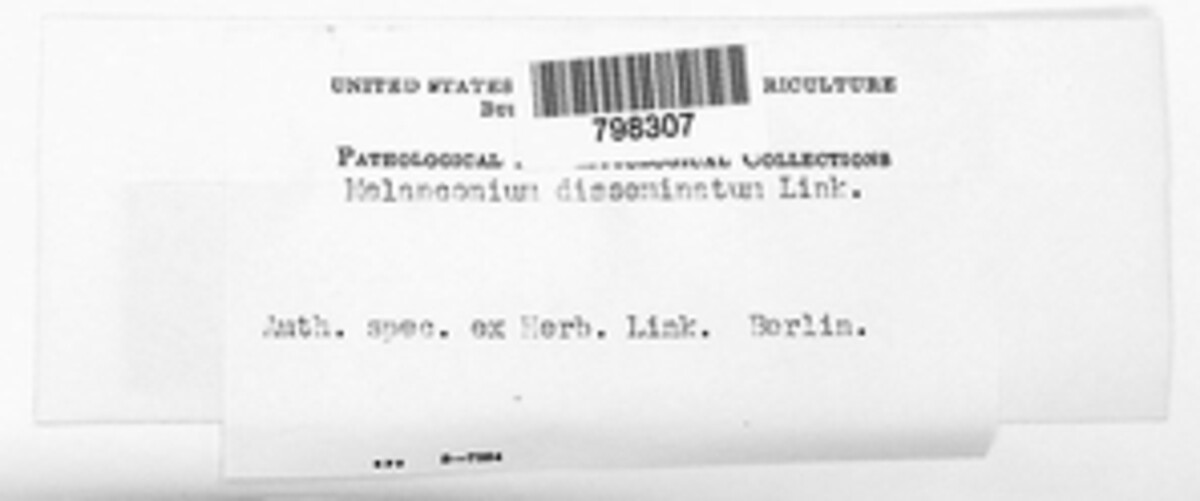 UNITED STATES RICULTURE
798307
PATHOLOGICAL COLLECTIONS
Melanconium disseminatum Link.
Auth. spec. ex Herb. Link. Berlin.